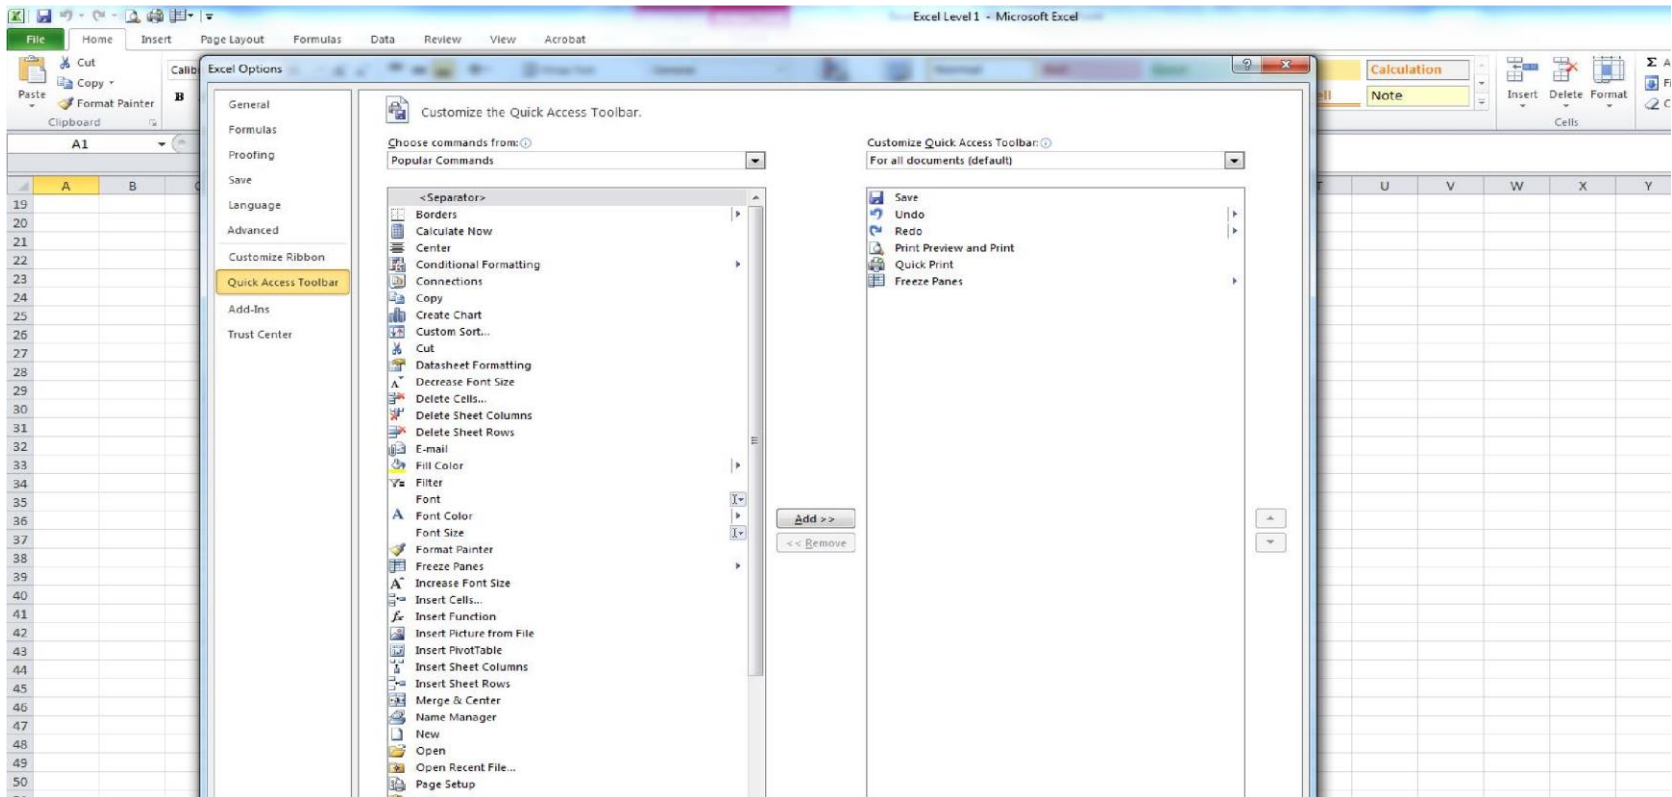 Excel Level 1 - Microsoft Excel
File Home Insert Page Layout Formulas Data Review View Acrobat
Cut
Copy
Format Painter
Paste
Clipboard
B
Calculation
Note
Insert Delete Format
Cells
A1
A B
U V W X Y
19
20
21
22
23
24
25
26
27
28
29
30
31
32
33
34
35
36
37
38
39
40
41
42
43
44
45
46
47
48
49
50
Excel Options
General
Formulas
Proofing
Save
Language
Advanced
Customize Ribbon
Quick Access Toolbar
Add-Ins
Trust Center
Customize the Quick Access Toolbar.
Choose commands from:
Popular Commands
<Separator>
Borders
Calculate Now
Center
Conditional Formatting
Connections
Copy
Create Chart
Custom Sort...
Cut
Datasheet Formatting
Decrease Font Size
Delete Cells...
Delete Sheet Columns
Delete Sheet Rows
E-mail
Fill Color
Filter
Font
Font Color
Font Size
Format Painter
Freeze Panes
Increase Font Size
Insert Cells...
Insert Function
Insert Picture from File
Insert PivotTable
Insert Sheet Columns
Insert Sheet Rows
Merge & Center
Name Manager
New
Open
Open Recent File...
Page Setup
Add >>
<< Remove
Customize Quick Access Toolbar:
For all documents (default)
Save
Undo
Redo
Print Preview and Print
Quick Print
Freeze Panes